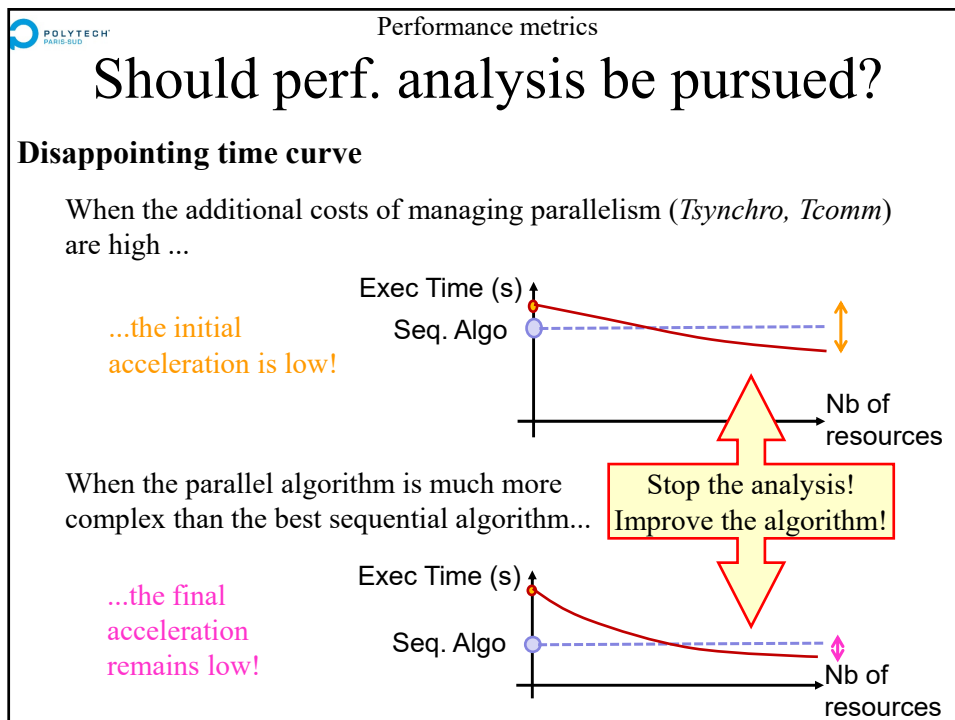 POLYTECH'
PARIS-SUD
Performance metrics
Should perf. analysis be pursued?
Disappointing time curve
When the additional costs of managing parallelism (Tsynchro, Tcomm)
are high ...
...the initial
acceleration is low!
Exec Time (s)
Seq. Algo
Nb of
resources
When the parallel algorithm is much more
complex than the best sequential algorithm...
Stop the analysis!
Improve the algorithm!
...the final
acceleration
remains low!
Exec Time (s)
Seq. Algo
Nb of
resources